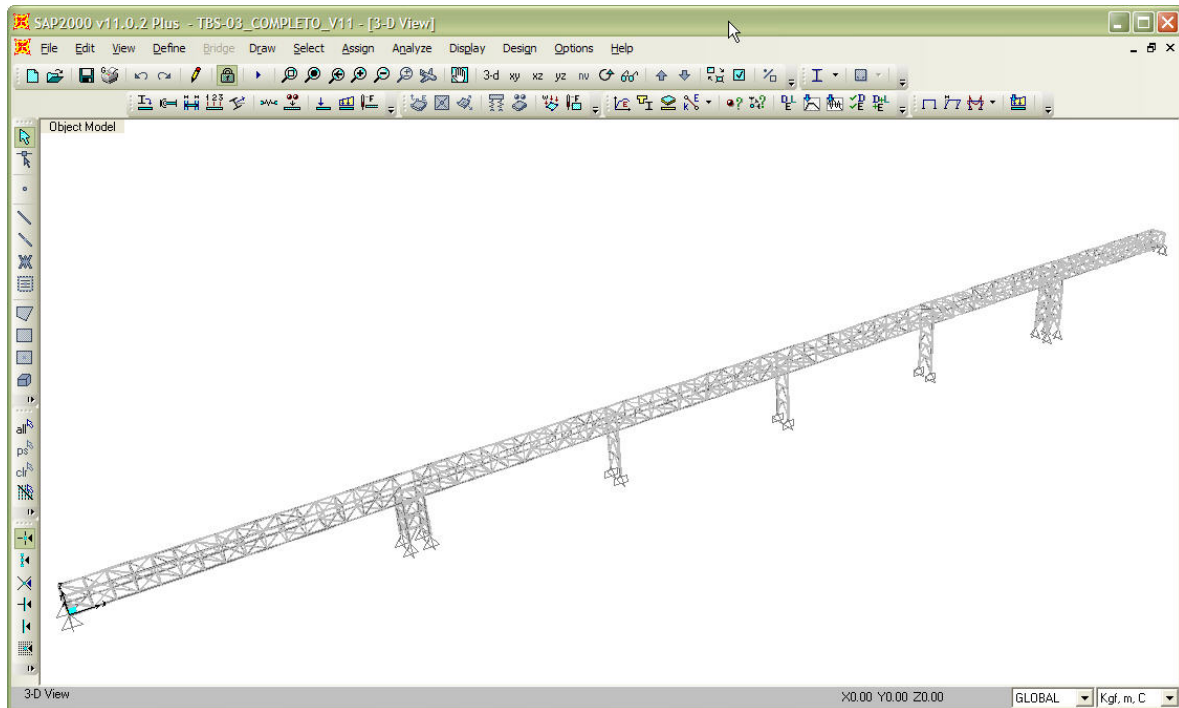 SAP2000 v11.0.2 Plus - TBS-03_COMPLETO_V11 - [3-D View]
File Edit View Define Bridge Draw Select Assign Analyze Display Design Options Help
3-d xy xz yz nv
Object Model
all
ps
clr
3-D View X0.00 Y0.00 Z0.00 GLOBAL Kgf, m, C